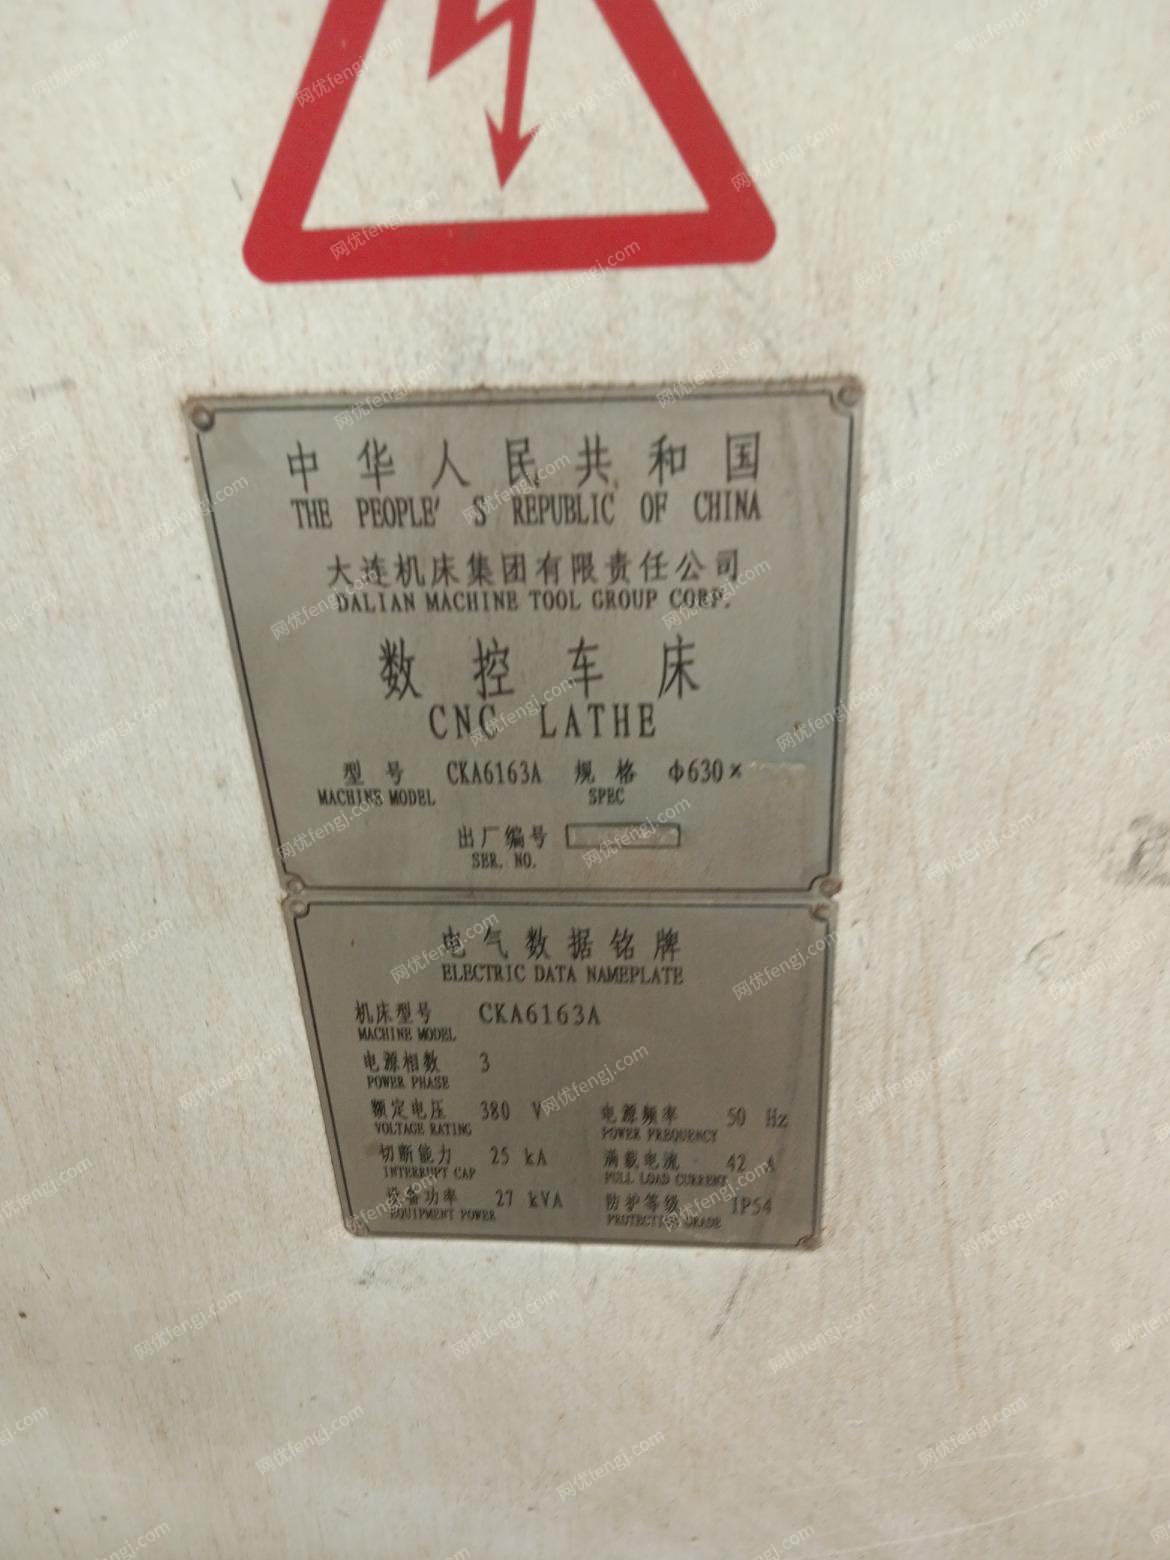 中华人民共和国
THE PEOPLE' S REPUBLIC OF CHINA
大连机床集团有限责任公司
DALIAN MACHINE TOOL GROUP CORP.
数控车床
CNC LATHE
型号 CKA6163A 规格 Φ630×
MACHINE MODEL SPEC
出厂编号
SER. NO.
电气数据铭牌
ELECTRIC DATA NAMEPLATE
机床型号 CKA6163A
MACHINE MODEL
电源相数 3
POWER PHASE
额定电压 380 V 电源频率 50 Hz
VOLTAGE RATING POWER FREQUENCY
切断能力 25 kA 满载电流 42 A
INTERRUPT CAP FULL LOAD CURRENT
设备功率 27 kVA 防护等级 IP54
EQUIPMENT POWER PROTECTION GRADE
网优fengj.com